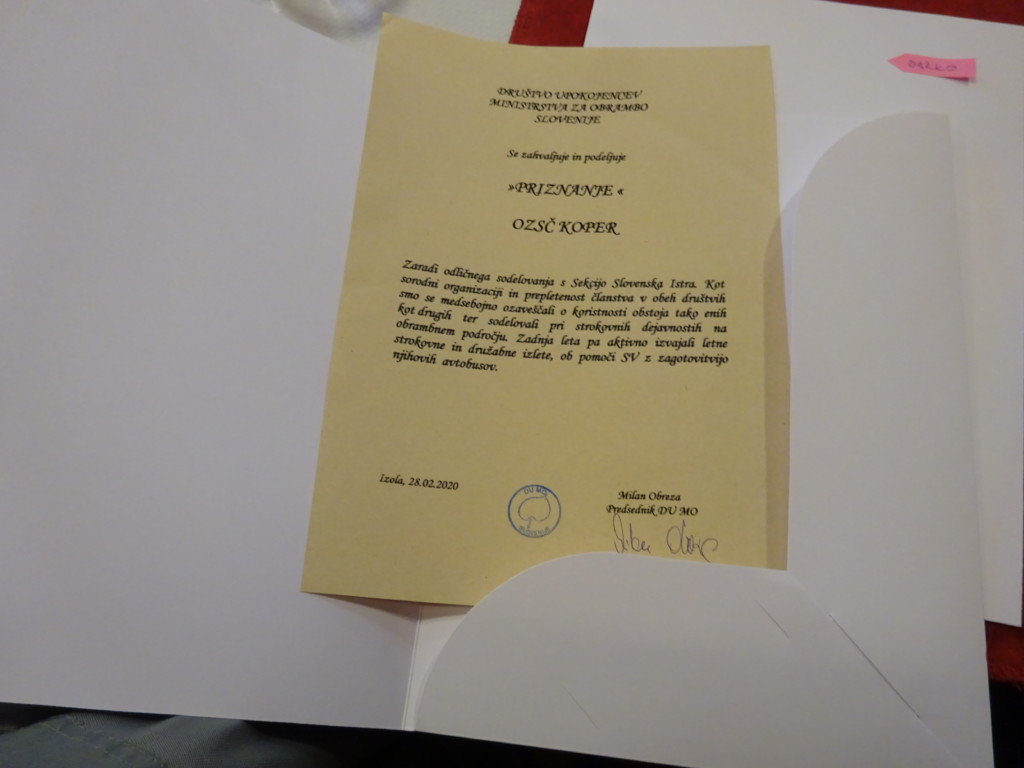 DARKO
DRUŠTVO UPOKOJENCEV
MINISTRSTVA ZA OBRAMBO
SLOVENIJE
Se zahvaljuje in podeljuje
»PRIZNANJE «
OZSČ KOPER
Zaradi odličnega sodelovanja s Sekcijo Slovenska Istra. Kot
sorodni organizaciji in prepletenost članstva v obeh društvih
smo se medsebojno ozaveščali o koristnosti obstoja tako enih
kot drugih ter sodelovali pri strokovnih dejavnostih na
obrambnem področju. Zadnja leta pa aktivno izvajali letne
strokovne in družabne izlete, ob pomoči SV z zagotovitvijo
njihovih avtobusov.
Izola, 28.02.2020
DU MO
Milan Obreza
Predsednik DU MO